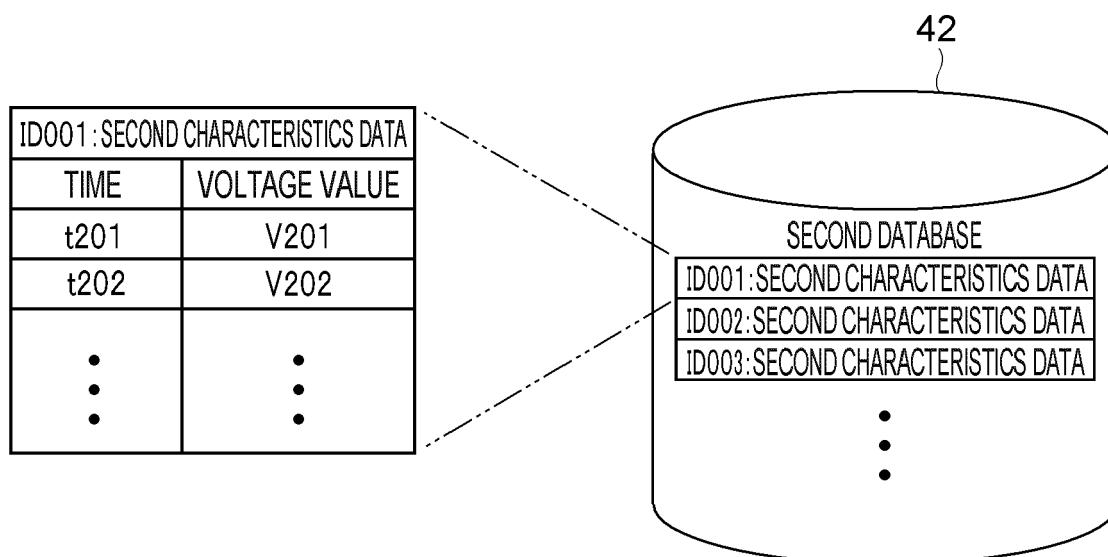 42
ID001:SECOND CHARACTERISTICS DATA
TIME VOLTAGE VALUE
t201 V201
t202 V202
SECOND DATABASE
ID001:SECOND CHARACTERISTICS DATA
ID002:SECOND CHARACTERISTICS DATA
ID003:SECOND CHARACTERISTICS DATA